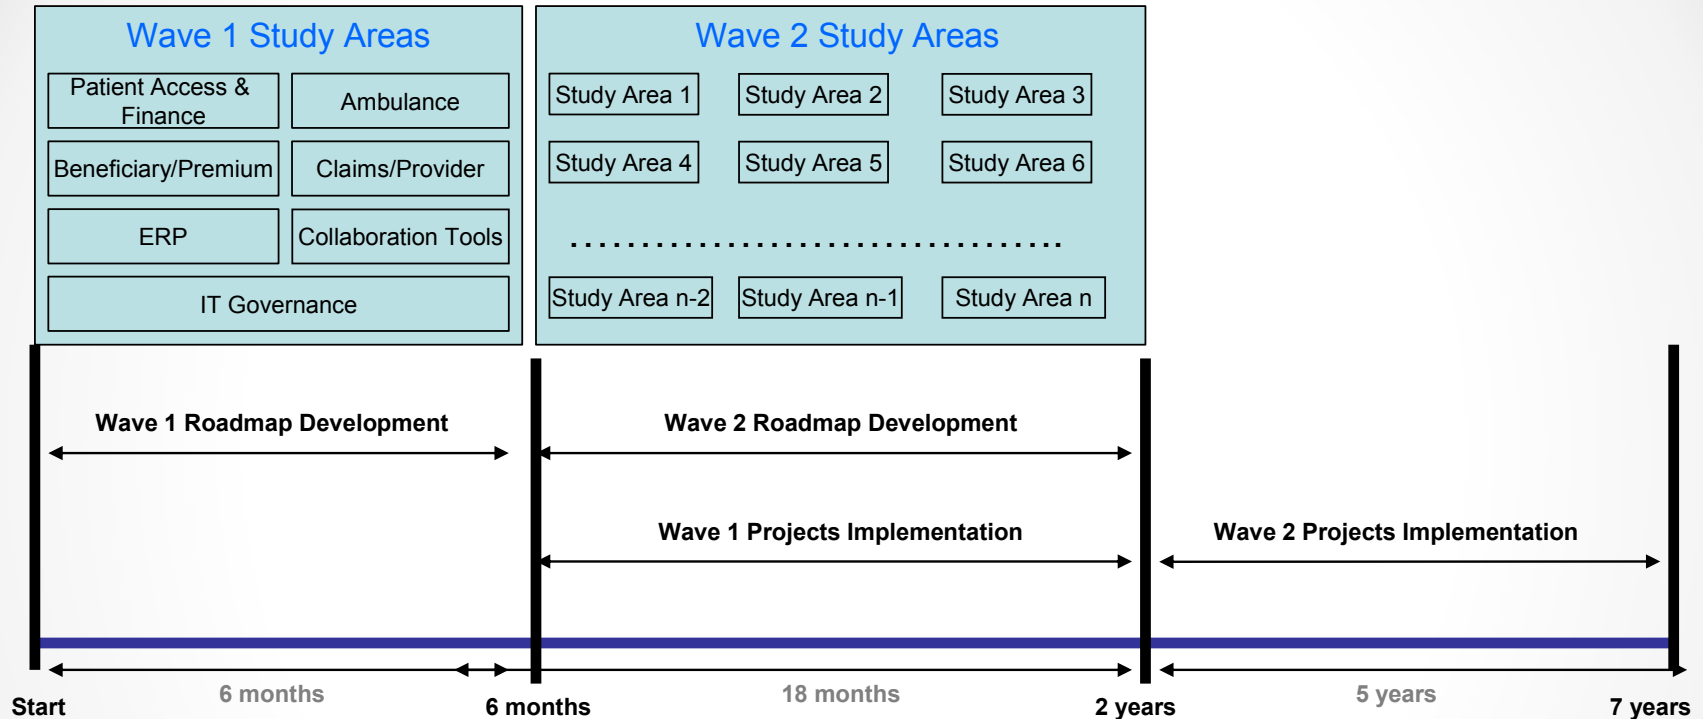 Wave 1 Study Areas
Patient Access &
Finance
Ambulance
Beneficiary/Premium
Claims/Provider
ERP
Collaboration Tools
IT Governance
Wave 2 Study Areas
Study Area 1
Study Area 2
Study Area 3
Study Area 4
Study Area 5
Study Area 6
...................................
Study Area n-2
Study Area n-1
Study Area n
Wave 1 Roadmap Development
Wave 2 Roadmap Development
Wave 1 Projects Implementation
Wave 2 Projects Implementation
6 months
18 months
5 years
Start
6 months
2 years
7 years